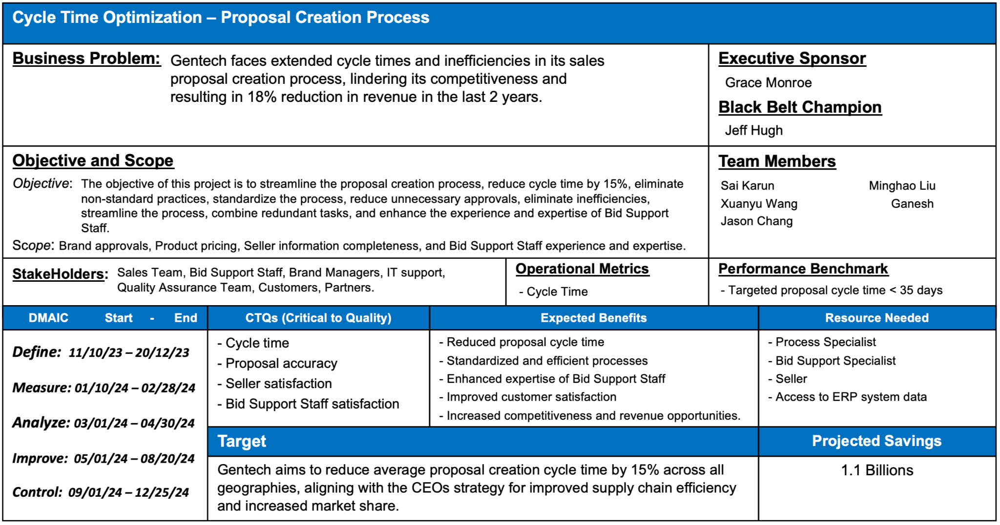 Cycle Time Optimization – Proposal Creation Process
Business Problem: Gentech faces extended cycle times and inefficiencies in its sales
proposal creation process, lindering its competitiveness and
resulting in 18% reduction in revenue in the last 2 years.
Executive Sponsor
Grace Monroe
Black Belt Champion
Jeff Hugh
Objective and Scope
Objective: The objective of this project is to streamline the proposal creation process, reduce cycle time by 15%, eliminate
non-standard practices, standardize the process, reduce unnecessary approvals, eliminate inefficiencies,
streamline the process, combine redundant tasks, and enhance the experience and expertise of Bid Support
Staff.
Scope: Brand approvals, Product pricing, Seller information completeness, and Bid Support Staff experience and expertise.
Team Members
Sai Karun Minghao Liu
Xuanyu Wang Ganesh
Jason Chang
StakeHolders: Sales Team, Bid Support Staff, Brand Managers, IT support,
Quality Assurance Team, Customers, Partners.
Operational Metrics
- Cycle Time
Performance Benchmark
- Targeted proposal cycle time < 35 days
DMAIC Start - End
Define: 11/10/23 – 20/12/23
Measure: 01/10/24 – 02/28/24
Analyze: 03/01/24 – 04/30/24
Improve: 05/01/24 – 08/20/24
Control: 09/01/24 – 12/25/24
CTQs (Critical to Quality)
- Cycle time
- Proposal accuracy
- Seller satisfaction
- Bid Support Staff satisfaction
Expected Benefits
- Reduced proposal cycle time
- Standardized and efficient processes
- Enhanced expertise of Bid Support Staff
- Improved customer satisfaction
- Increased competitiveness and revenue opportunities.
Resource Needed
- Process Specialist
- Bid Support Specialist
- Seller
- Access to ERP system data
Target
Gentech aims to reduce average proposal creation cycle time by 15% across all
geographies, aligning with the CEOs strategy for improved supply chain efficiency
and increased market share.
Projected Savings
1.1 Billions